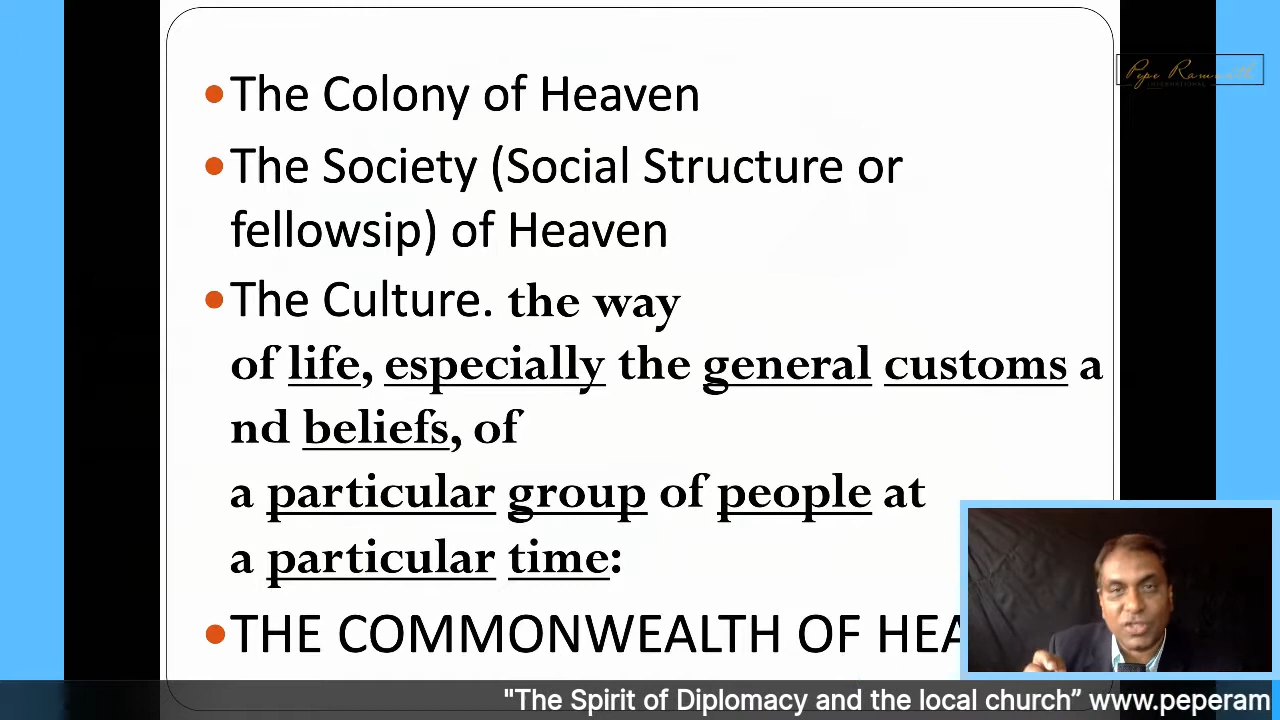 •The Colony of Heaven
•The Society (Social Structure or
fellowsip) of Heaven
•The Culture. the way
of life, especially the general customs a
nd beliefs, of
a particular group of people at
a particular time:
•THE COMMONWEALTH OF HEA
Pepe
INTERNATIONAL
"The Spirit of Diplomacy and the local church” www.peperam